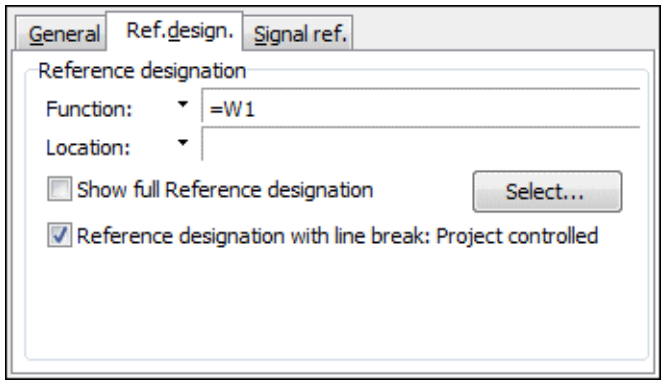 General Ref.design. Signal ref.
Reference designation
Function: =W1
Location:
Show full Reference designation Select...
Reference designation with line break: Project controlled